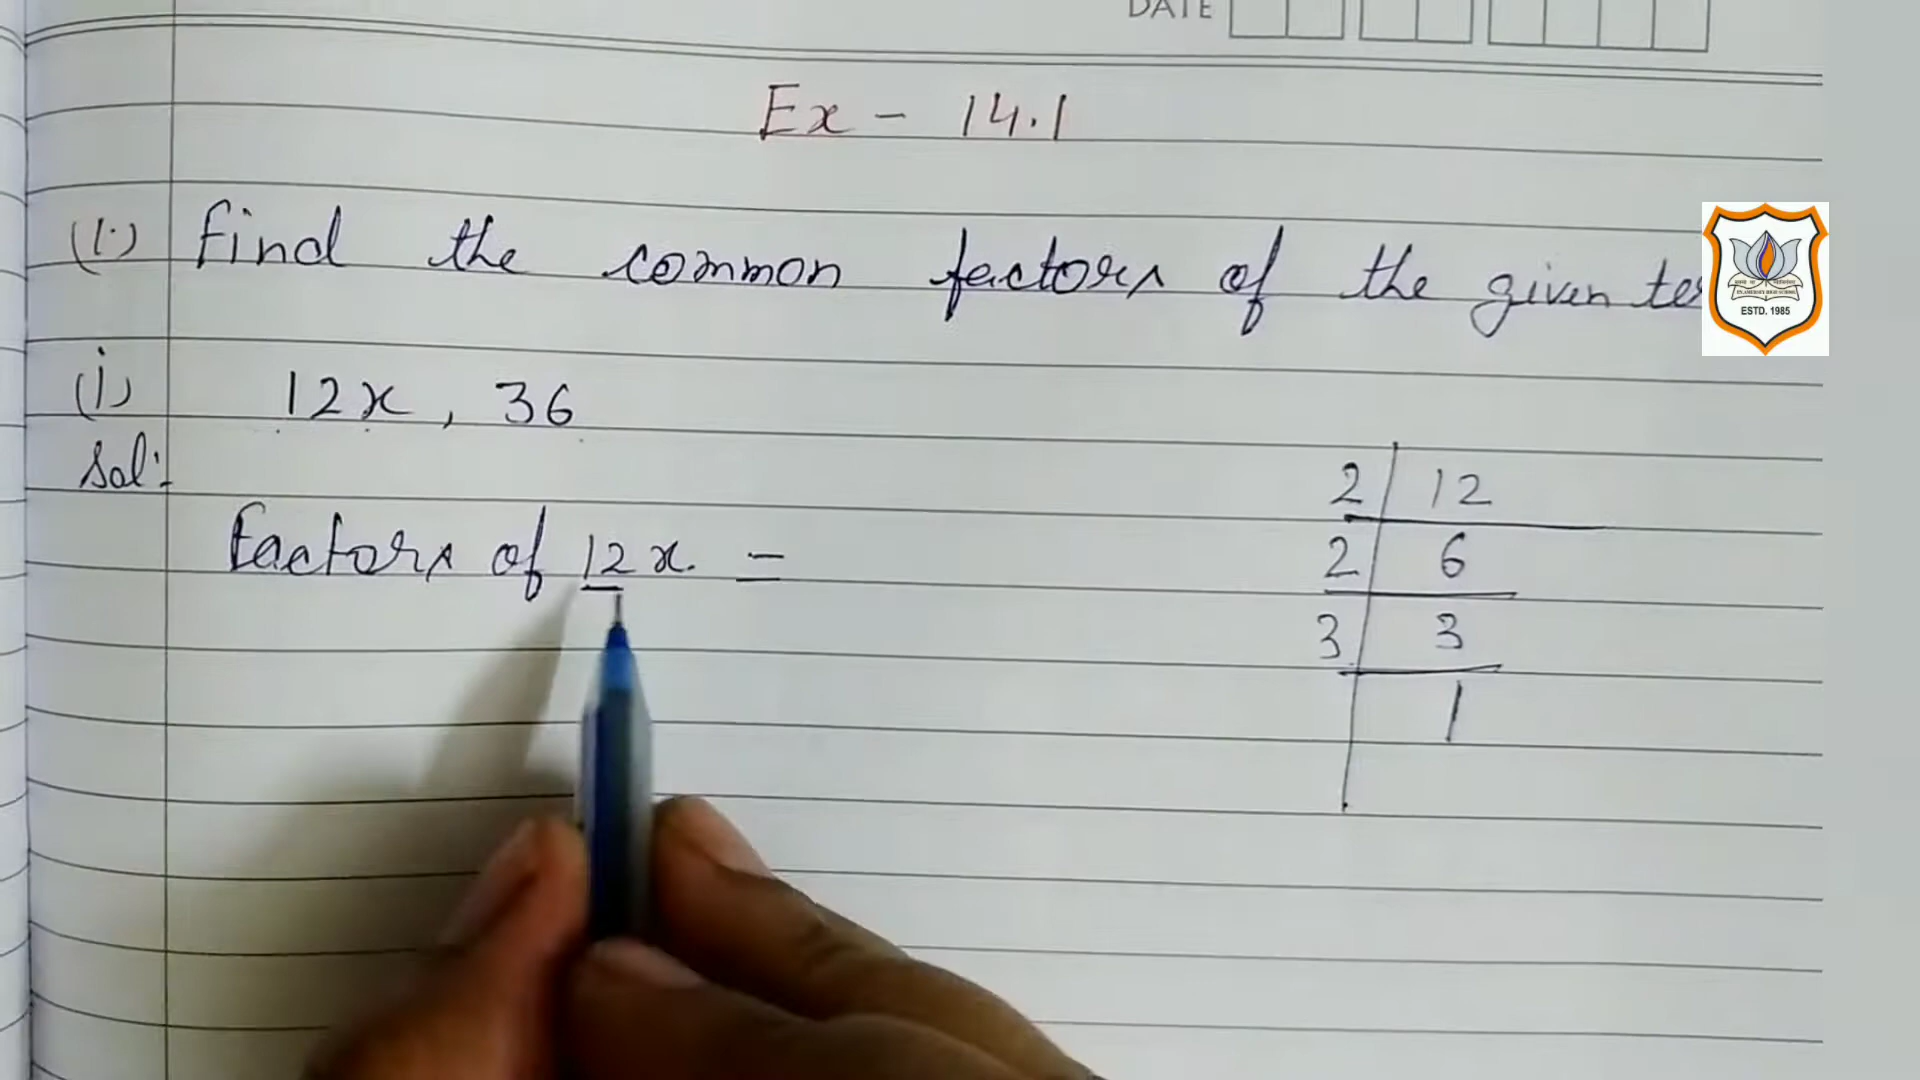 DATE
Ex - 14.1
(1.) Find the common factors of the given te
(i) 12x, 36
Sol:
Factors of 12x =
2 12
2 6
3 3
1
ESTD. 1985